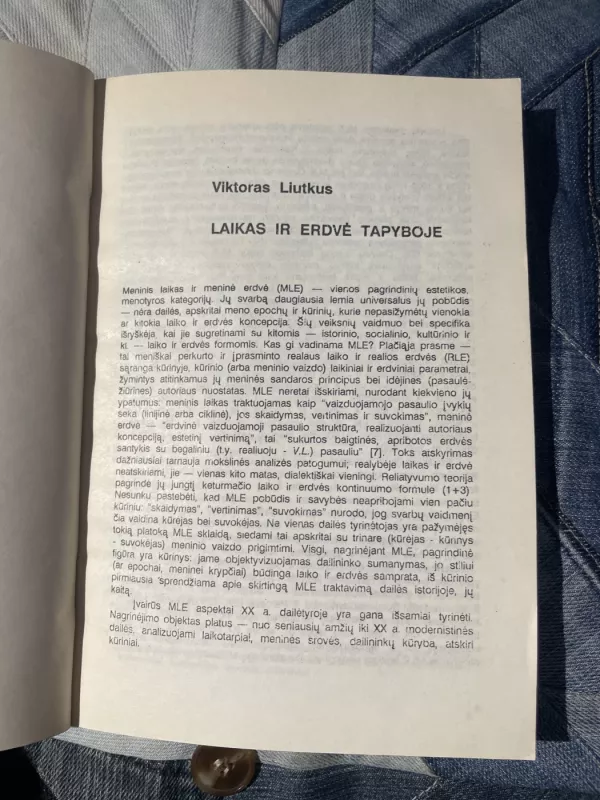 Viktoras Liutkus
LAIKAS IR ERDVĖ TAPYBOJE
Meninis laikas ir meninė erdvė (MLE) — vienos pagrindinių estetikos,
menotyros kategorijų. Jų svarbą daugiausia lemia universalus jų pobūdis
— nėra dailės, apskritai meno epochų ir kūrinių, kurie nepasižymėtų vienokia
ar kitokia laiko ir erdvės koncepcija. Šių veiksnių vaidmuo bei specifika
išryškėja, kai jie sugretinami su kitomis — istorinio, socialinio, kultūrinio ir
kt. — laiko ir erdvės formomis. Kas gi vadinama MLE? Plačiąja prasme —
tai meniškai perkurto ir įprasminto realaus laiko ir realios erdvės (RLE)
sąranga kūrinyje, kūrinio (arba meninio vaizdo) laikiniai ir erdviniai parametrai,
žymintys atitinkamus jų meninės sandaros principus bei idėjines (pasaulė-
žiūrines) autoriaus nuostatas. MLE neretai išskiriami, nurodant kiekvieno jų
ypatumus: meninis laikas traktuojamas kaip "vaizduojamojo pasaulio įvykių
seka (linijinė arba ciklinė), jos skaidymas, vertinimas ir suvokimas", meninė
erdvė — "erdvinė vaizduojamoji pasaulio struktūra, realizuojanti autoriaus
koncepciją, estetinį vertinimą", tai "sukurtos baigtinės, apribotos erdvės
santykis su begaliniu (t.y. realiuoju - V.L.) pasauliu" [7]. Toks atskyrimas
dažniausiai tarnauja mokslinės analizės patogumui; realybėje laikas ir erdvė
neatskiriami, jie — vienas kito matas, dialektiškai vieningi. Reliatyvumo teorija
pagrindė jų jungtį keturmačio laiko ir erdvės kontinuumo formule (1+3)
Nesunku pastebėti, kad MLE pobūdis ir savybės neapribojami vien pačiu
kūriniu: "skaidymas", "vertinimas", "suvokimas" nurodo, jog svarbų vaidmenį
čia vaidina kūrėjas bei suvokėjas. Ne vienas dailės tyrinėtojas yra pažymėjęs
tokią platoką MLE sklaidą, siedami tai apskritai su trinare (kūrėjas - kūrinys
- suvokėjas) meninio vaizdo prigimtimi. Visgi, nagrinėjant MLE, pagrindinė
figūra yra kūrinys: jame objektyvizuojamas dailininko sumanymas, jo stiliui
(ar epochai, meninei krypčiai) būdinga laiko ir erdvės samprata, iš kūrinio
pirmiausia sprendžiama apie skirtingą MLE traktavimą dailės istorijoje, jų
kaitą.
Įvairūs MLE aspektai XX a. dailėtyroje yra gana išsamiai tyrinėti.
Nagrinėjimo objektas platus — nuo seniausių amžių iki XX a. modernistinės
dailės, analizuojami laikotarpiai, meninės srovės, dailininkų kūryba, atskiri
kūriniai.